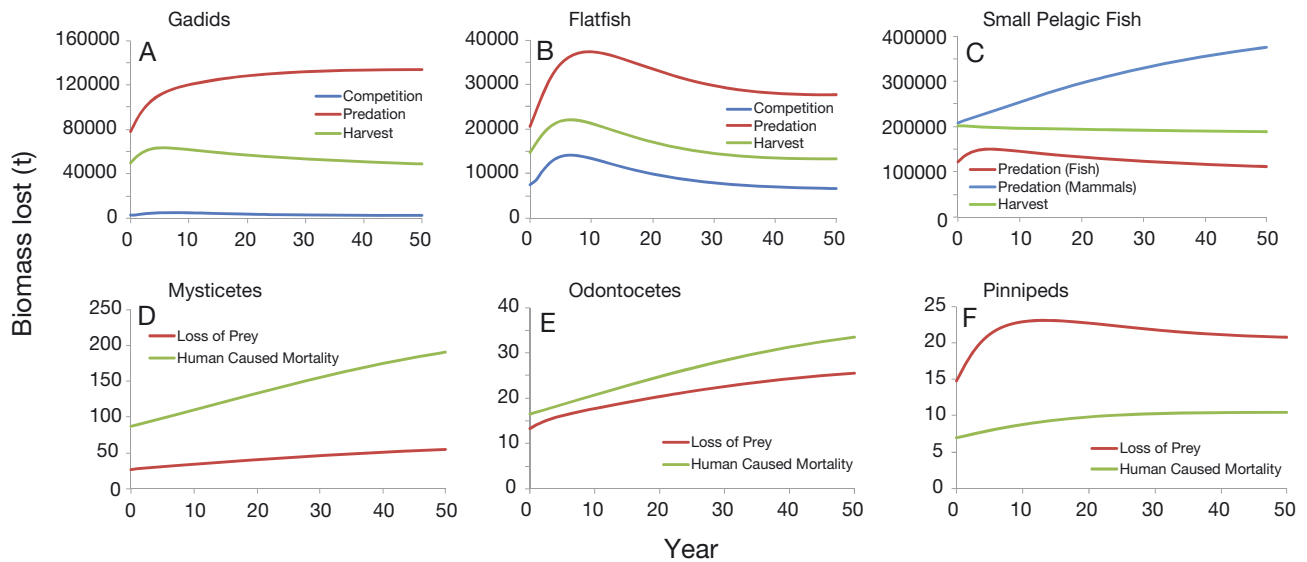 Biomass lost (t)
Gadids
A
160000
120000
80000
40000
0
Competition
Predation
Harvest
0 10 20 30 40 50
Flatfish
B
40000
30000
20000
10000
0
Competition
Predation
Harvest
0 10 20 30 40 50
Small Pelagic Fish
C
400000
300000
200000
100000
0
Predation (Fish)
Predation (Mammals)
Harvest
0 10 20 30 40 50
Mysticetes
D
250
200
150
100
50
0
Loss of Prey
Human Caused Mortality
0 10 20 30 40 50
Odontocetes
E
40
30
20
10
0
Loss of Prey
Human Caused Mortality
0 10 20 30 40 50
Pinnipeds
F
25
20
15
10
5
0
Loss of Prey
Human Caused Mortality
0 10 20 30 40 50
Year